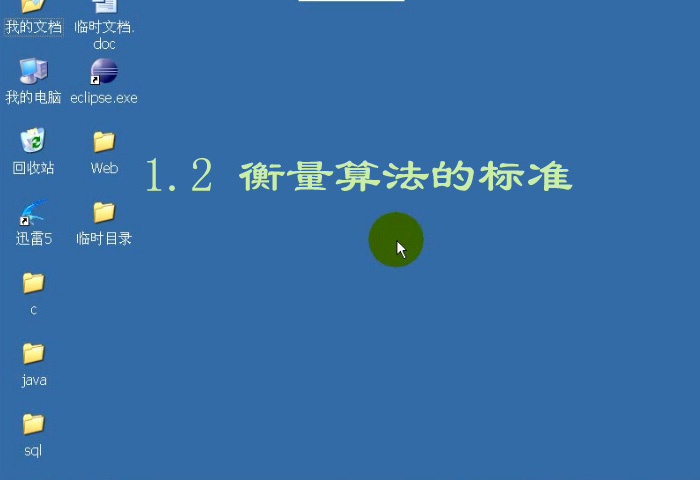 我的文档
临时文档.
doc
我的电脑
eclipse.exe
回收站
Web
1.2 衡量算法的标准
迅雷5
临时目录
c
java
sql